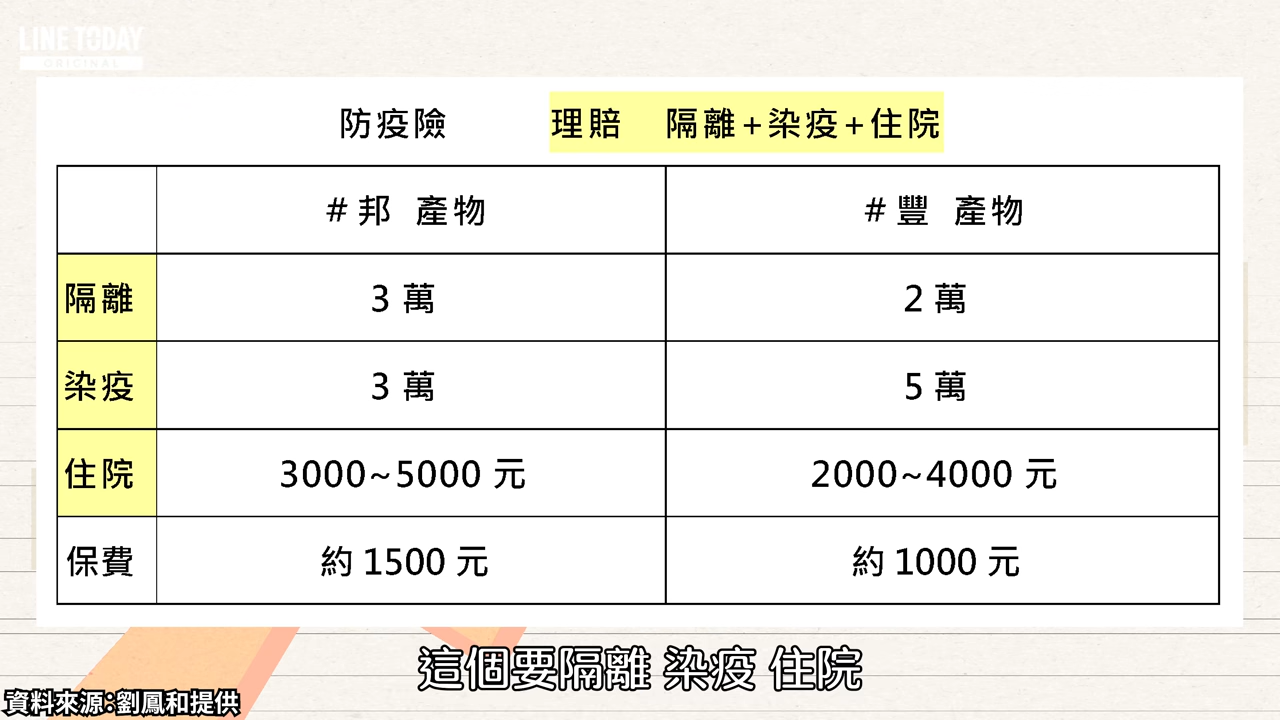 LINE TODAY
ORIGINAL
防疫險 理賠 隔離+染疫+住院
#邦 產物 #豐 產物
隔離 3 萬 2 萬
染疫 3 萬 5 萬
住院 3000~5000 元 2000~4000 元
保費 約 1500 元 約 1000 元
這個要隔離 染疫 住院
資料來源:劉鳳和提供